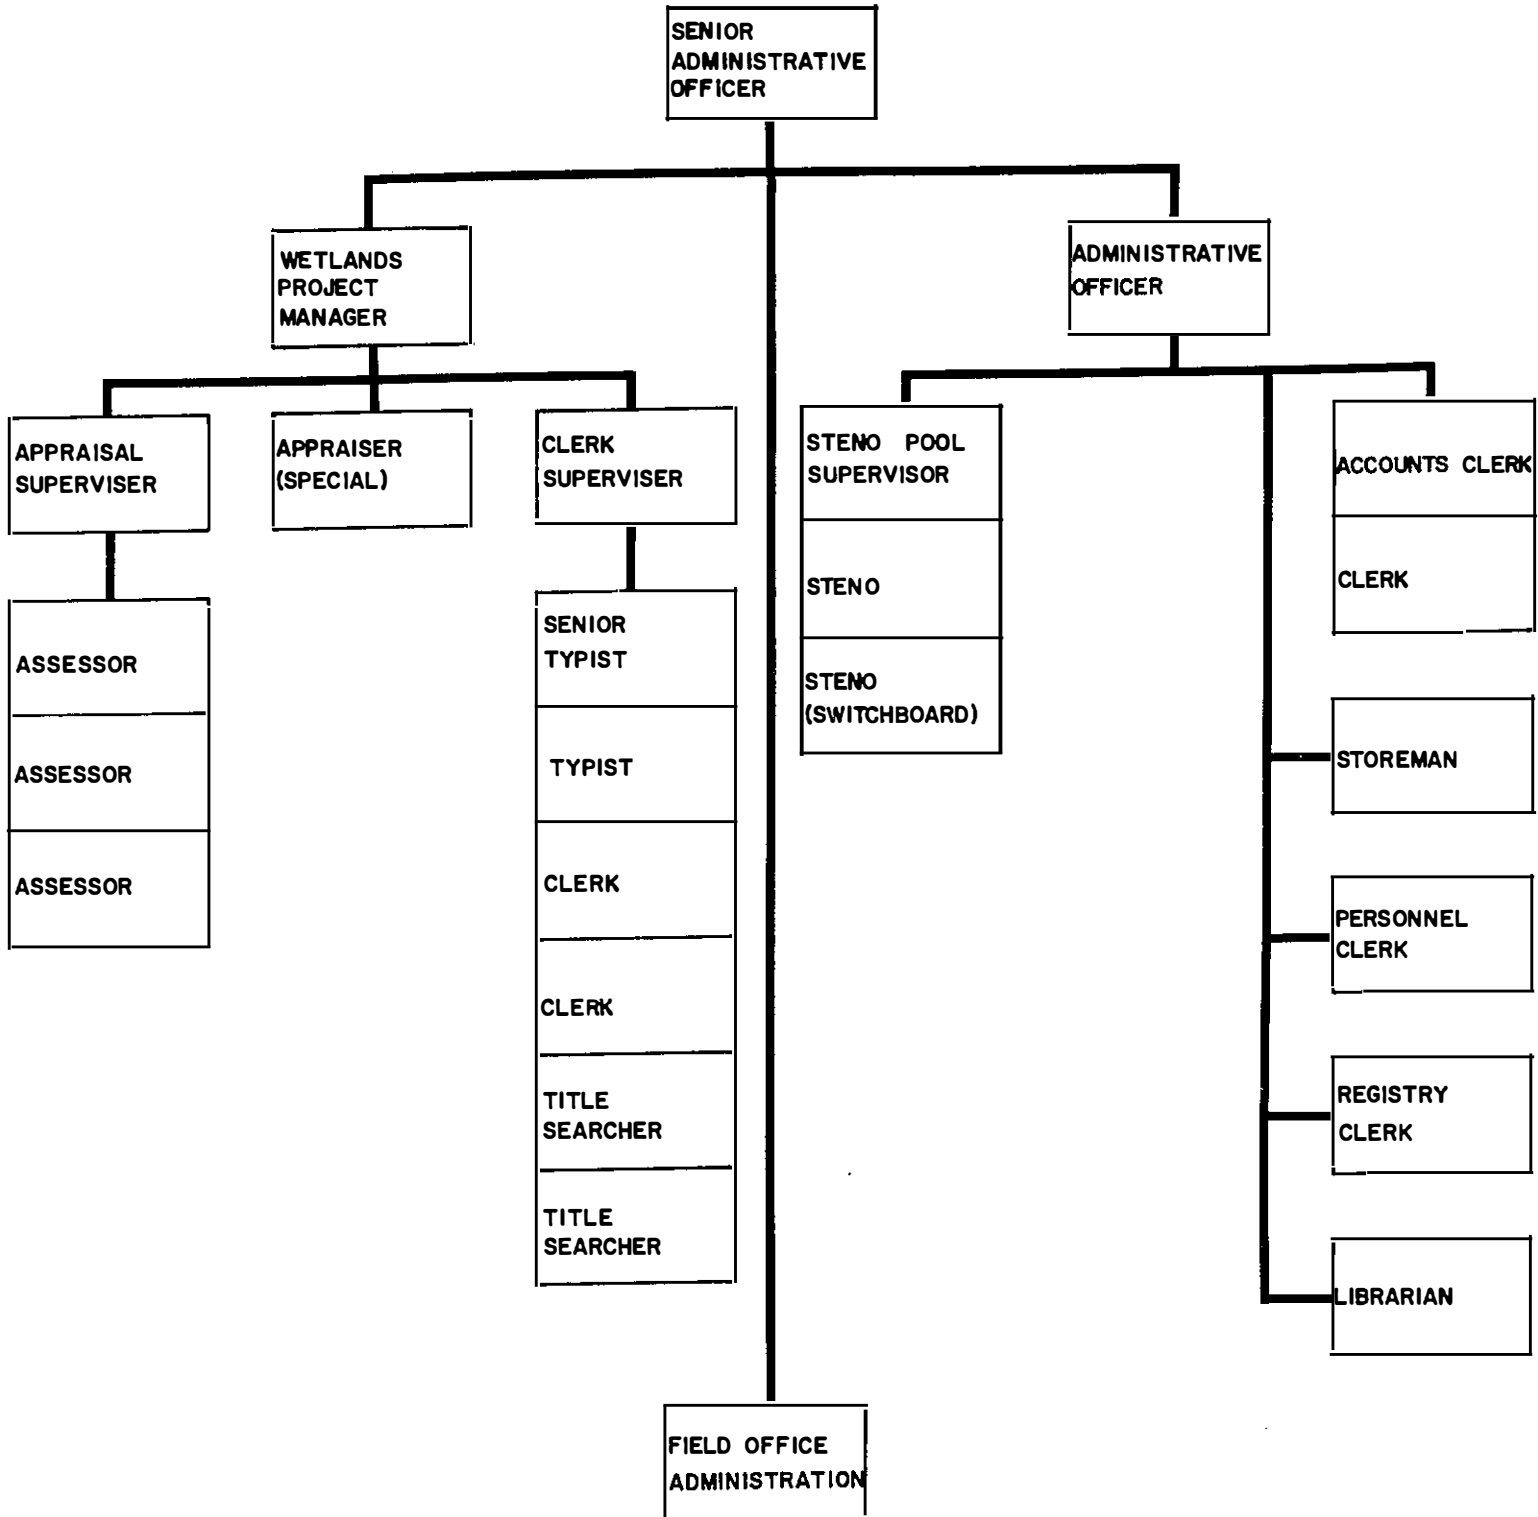 SENIOR
ADMINISTRATIVE
OFFICER
WETLANDS
PROJECT
MANAGER
ADMINISTRATIVE
OFFICER
APPRAISAL
SUPERVISER
APPRAISER
(SPECIAL)
CLERK
SUPERVISER
STENO POOL
SUPERVISOR
ACCOUNTS CLERK
ASSESSOR
ASSESSOR
ASSESSOR
SENIOR
TYPIST
TYPIST
CLERK
CLERK
TITLE
SEARCHER
TITLE
SEARCHER
STENO
STENO
(SWITCHBOARD)
CLERK
STOREMAN
PERSONNEL
CLERK
REGISTRY
CLERK
LIBRARIAN
FIELD OFFICE
ADMINISTRATION